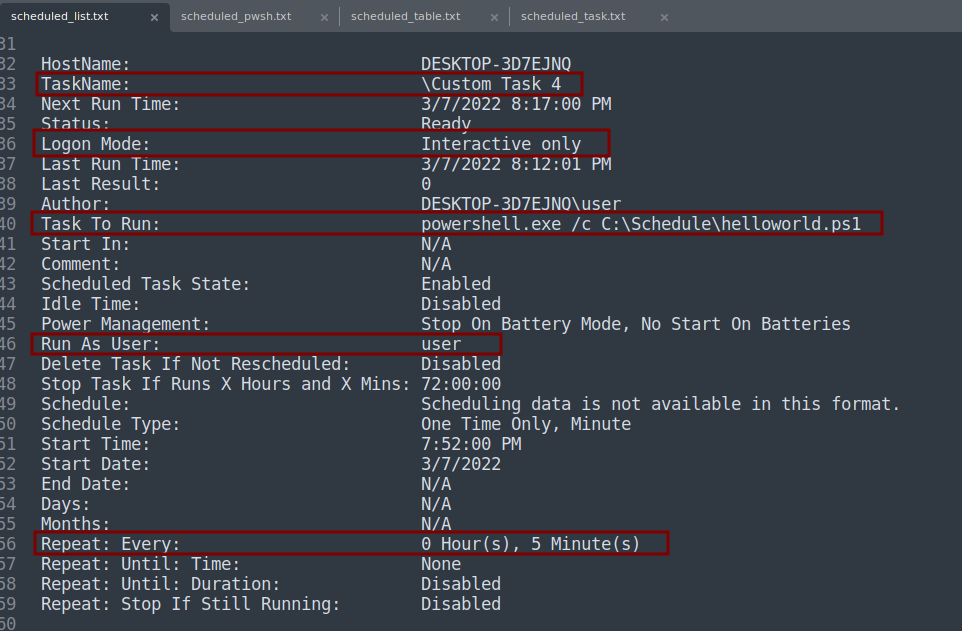 scheduled_list.txt × scheduled_pwsh.txt × scheduled_table.txt × scheduled_task.txt ×
31
32 HostName: DESKTOP-3D7EJNQ
33 TaskName: \Custom Task 4
34 Next Run Time: 3/7/2022 8:17:00 PM
35 Status: Ready
36 Logon Mode: Interactive only
37 Last Run Time: 3/7/2022 8:12:01 PM
38 Last Result: 0
39 Author: DESKTOP-3D7EJNQ\user
40 Task To Run: powershell.exe /c C:\Schedule\helloworld.ps1
41 Start In: N/A
42 Comment: N/A
43 Scheduled Task State: Enabled
44 Idle Time: Disabled
45 Power Management: Stop On Battery Mode, No Start On Batteries
46 Run As User: user
47 Delete Task If Not Rescheduled: Disabled
48 Stop Task If Runs X Hours and X Mins: 72:00:00
49 Schedule: Scheduling data is not available in this format.
50 Schedule Type: One Time Only, Minute
51 Start Time: 7:52:00 PM
52 Start Date: 3/7/2022
53 End Date: N/A
54 Days: N/A
55 Months: N/A
56 Repeat: Every: 0 Hour(s), 5 Minute(s)
57 Repeat: Until: Time: None
58 Repeat: Until: Duration: Disabled
59 Repeat: Stop If Still Running: Disabled
60